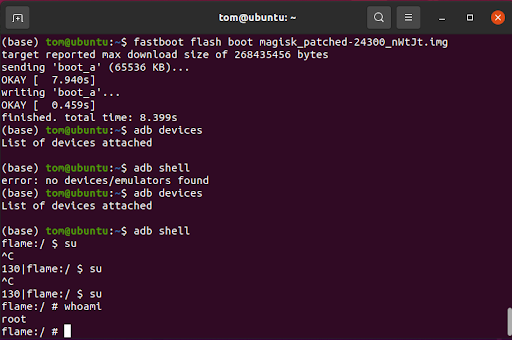 tom@ubuntu: ~
(base) tom@ubuntu:~$ fastboot flash boot magisk_patched-24300_nWtJt.img
target reported max download size of 268435456 bytes
sending 'boot_a' (65536 KB)...
OKAY [  7.940s]
writing 'boot_a'...
OKAY [  0.459s]
finished. total time: 8.399s
(base) tom@ubuntu:~$ adb devices
List of devices attached

(base) tom@ubuntu:~$ adb shell
error: no devices/emulators found
(base) tom@ubuntu:~$ adb devices
List of devices attached

(base) tom@ubuntu:~$ adb shell
flame:/ $ su
^C
130|flame:/ $ su
^C
130|flame:/ $ su
flame:/ # whoami
root
flame:/ #